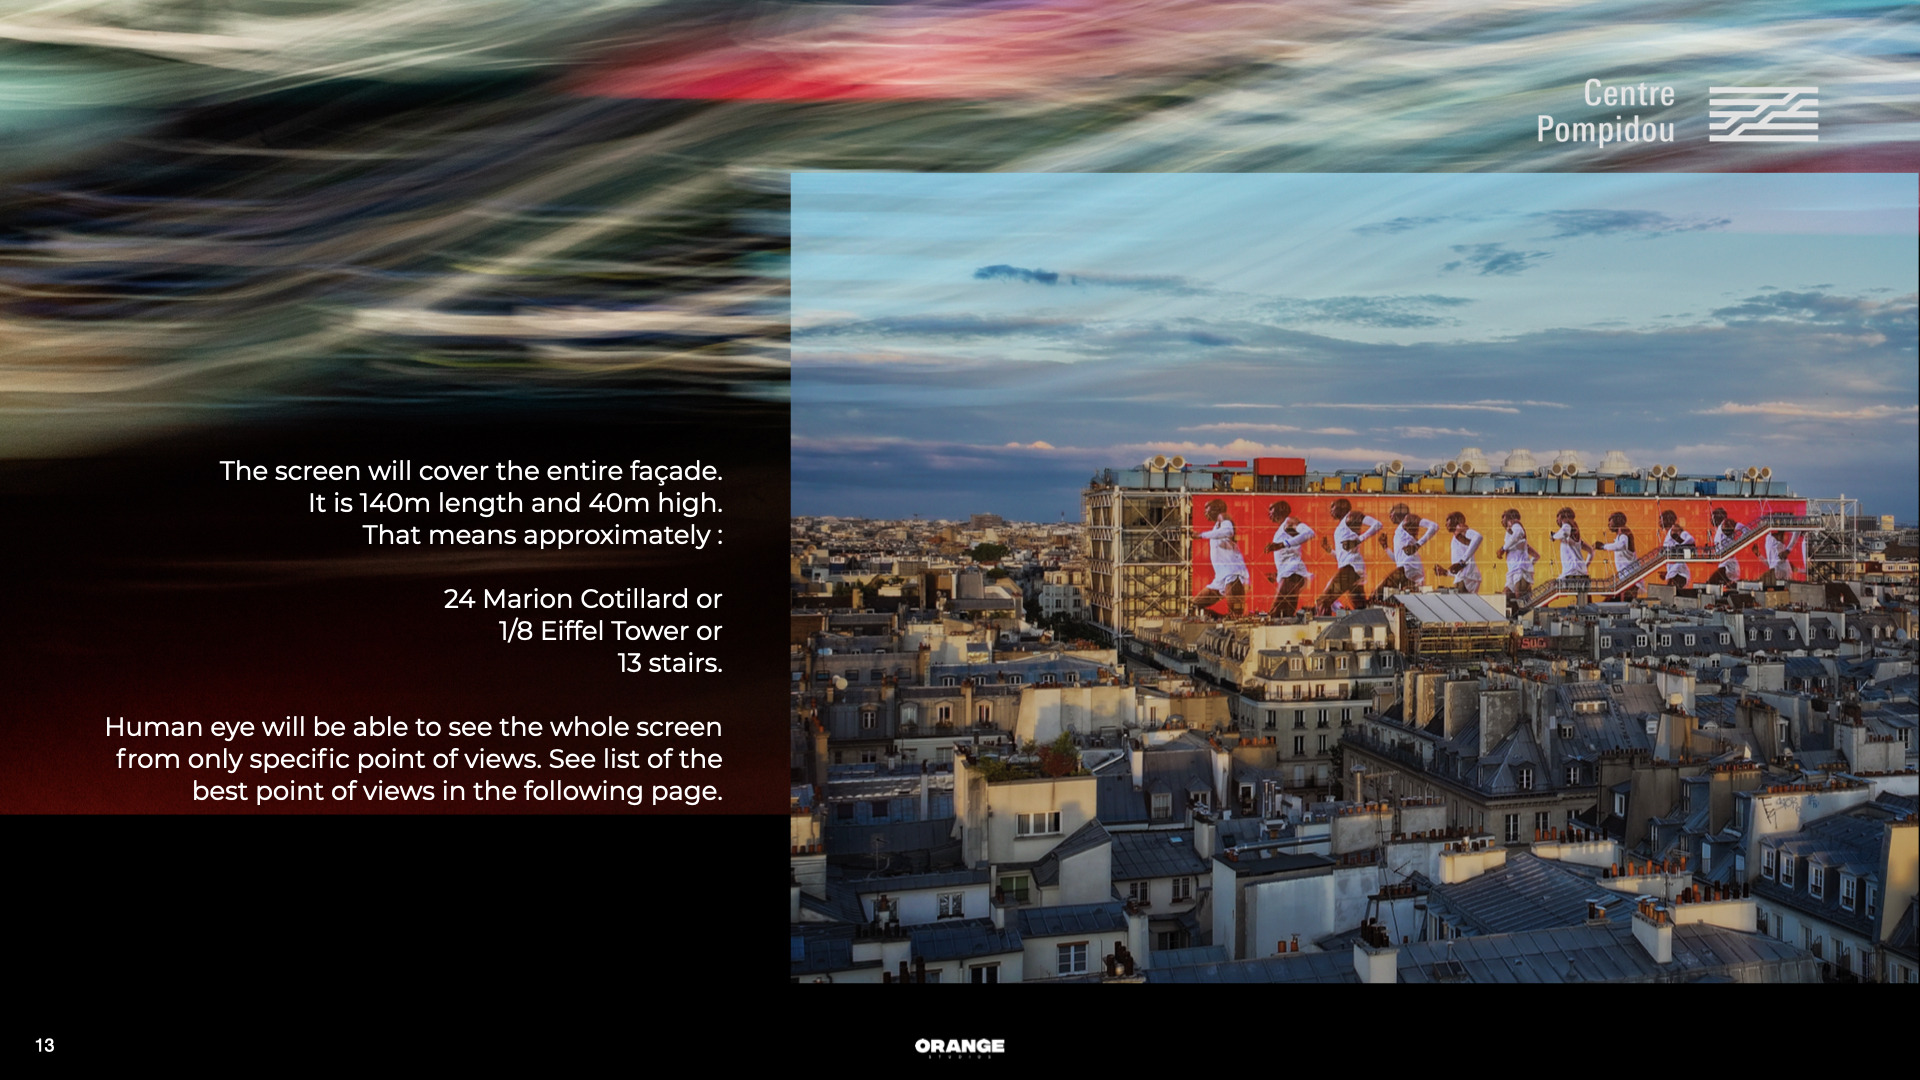 Centre
Pompidou
The screen will cover the entire façade.
It is 140m length and 40m high.
That means approximately :
24 Marion Cotillard or
1/8 Eiffel Tower or
13 stairs.
Human eye will be able to see the whole screen
from only specific point of views. See list of the
best point of views in the following page.
13
ORANGE
STUDIOS